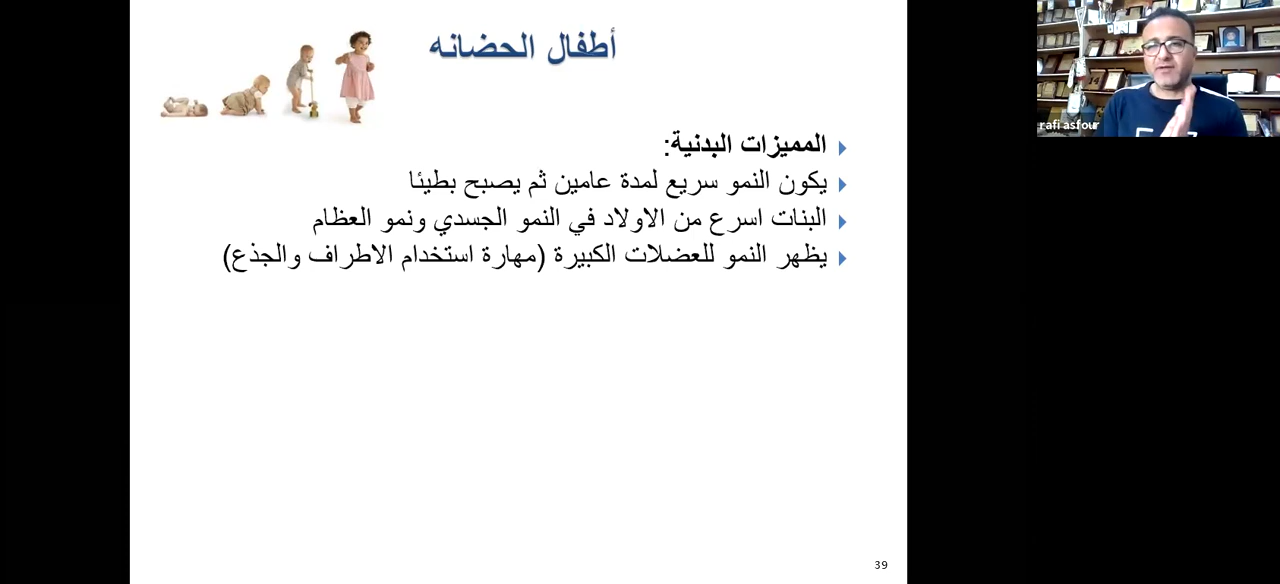 أطفال الحضانه
المميزات البدنية:
يكون النمو سريع لمدة عامين ثم يصبح بطيئا
البنات اسرع من الاولاد في النمو الجسدي ونمو العظام
يظهر النمو للعضلات الكبيرة (مهارة استخدام الاطراف والجذع)
39
rafi asfour